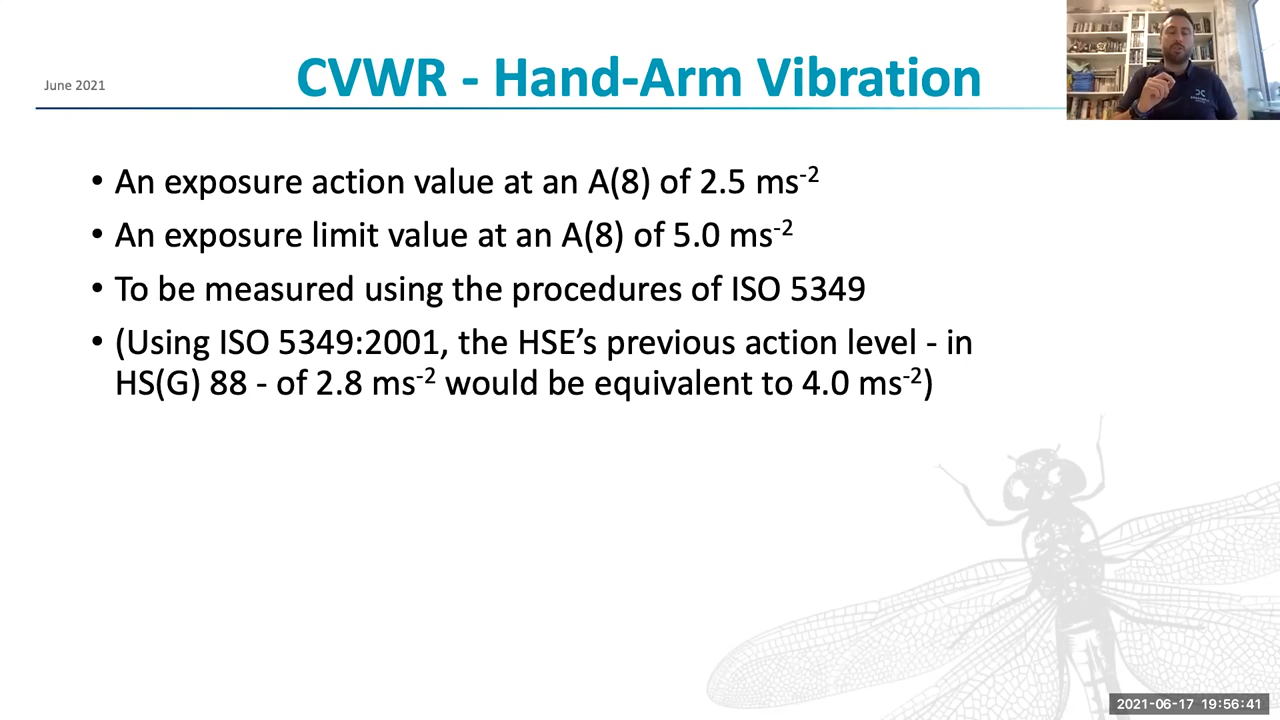 June 2021
CVWR - Hand-Arm Vibration
• An exposure action value at an A(8) of 2.5 ms⁻²
• An exposure limit value at an A(8) of 5.0 ms⁻²
• To be measured using the procedures of ISO 5349
• (Using ISO 5349:2001, the HSE’s previous action level - in
HS(G) 88 - of 2.8 ms⁻² would be equivalent to 4.0 ms⁻²)
2021-06-17 19:56:41